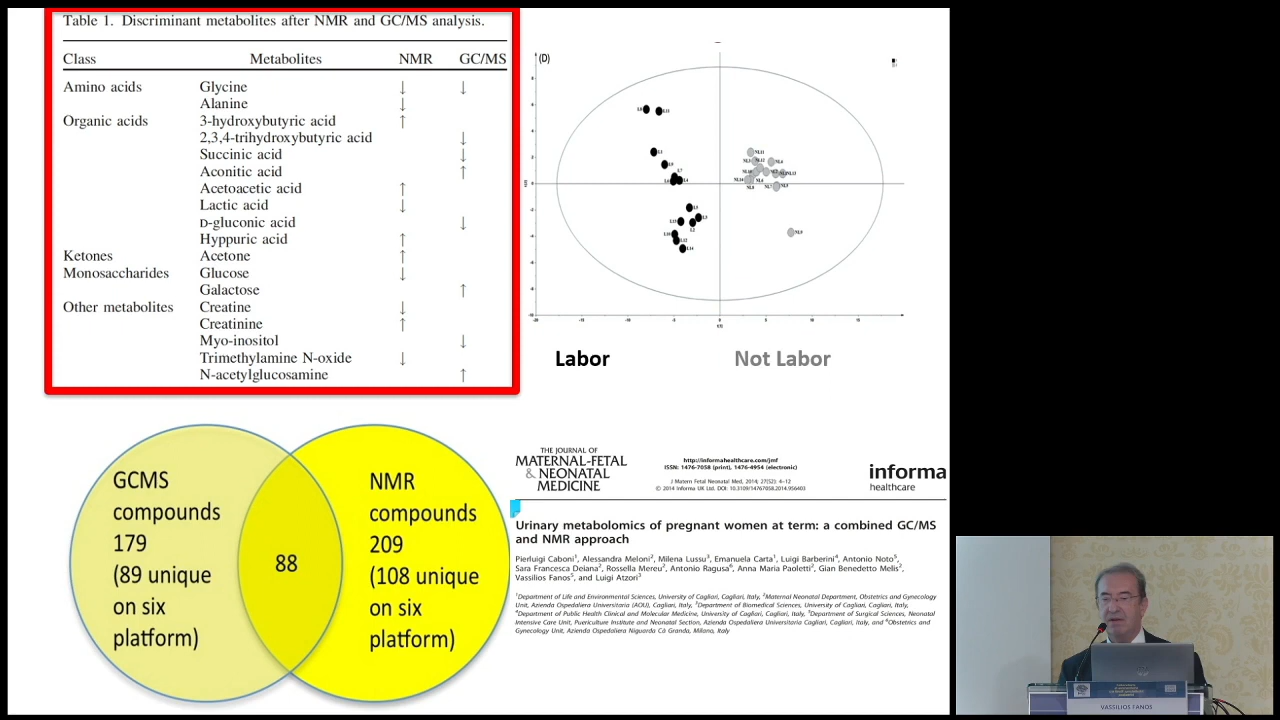 Table 1. Discriminant metabolites after NMR and GC/MS analysis.
Class Metabolites NMR GC/MS
Amino acids Glycine ↓ ↓
Alanine ↓
Organic acids 3-hydroxybutyric acid ↑
2,3,4-trihydroxybutyric acid ↓
Succinic acid ↓
Aconitic acid ↑
Acetoacetic acid ↑
Lactic acid ↓
D-gluconic acid ↓
Hyppuric acid ↑
Ketones Acetone ↑
Monosaccharides Glucose ↓
Galactose ↑
Other metabolites Creatine ↓
Creatinine ↑
Myo-inositol ↓
Trimethylamine N-oxide ↓
N-acetylglucosamine ↑
(D)
Labor Not Labor
GCMS
compounds
179
(89 unique
on six
platform)
88
NMR
compounds
209
(108 unique
on six
platform)
THE JOURNAL OF
MATERNAL-FETAL
& NEONATAL
MEDICINE
http://informahealthcare.com/jmf
ISSN: 1476-7058 (print), 1476-4954 (electronic)
J Matern Fetal Neonatal Med, 2014; 27(S2): 4–12
© 2014 Informa UK Ltd. DOI: 10.3109/14767058.2014.956403
informa
healthcare
Urinary metabolomics of pregnant women at term: a combined GC/MS
and NMR approach
Pierluigi Caboni1, Alessandra Meloni2, Milena Lussu3, Emanuela Carta1, Luigi Barberini4, Antonio Noto5,
Sara Francesca Deiana2, Rossella Mereu2, Antonio Ragusa6, Anna Maria Paoletti2, Gian Benedetto Melis2,
Vassilios Fanos5, and Luigi Atzori3
1Department of Life and Environmental Sciences, University of Cagliari, Cagliari, Italy, 2Maternal Neonatal Department, Obstetrics and Gynecology
Unit, Azienda Ospedaliera Universitaria (AOU), Cagliari, Italy, 3Department of Biomedical Sciences, University of Cagliari, Cagliari, Italy,
4Department of Public Health Clinical and Molecular Medicine, University of Cagliari, Cagliari, Italy, 5Department of Surgical Sciences, Neonatal
Intensive Care Unit, Puericulture Institute and Neonatal Section, Azienda Ospedaliera Universitaria Cagliari, Cagliari, Italy, and 6Obstetrics and
Gynecology Unit, Azienda Ospedaliera Niguarda Cà Granda, Milano, Italy
VASSILIOS FANOS